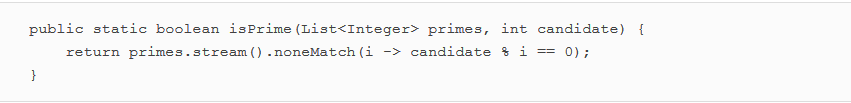 public static boolean isPrime(List<Integer> primes, int candidate) {
    return primes.stream().noneMatch(i -> candidate % i == 0);
}